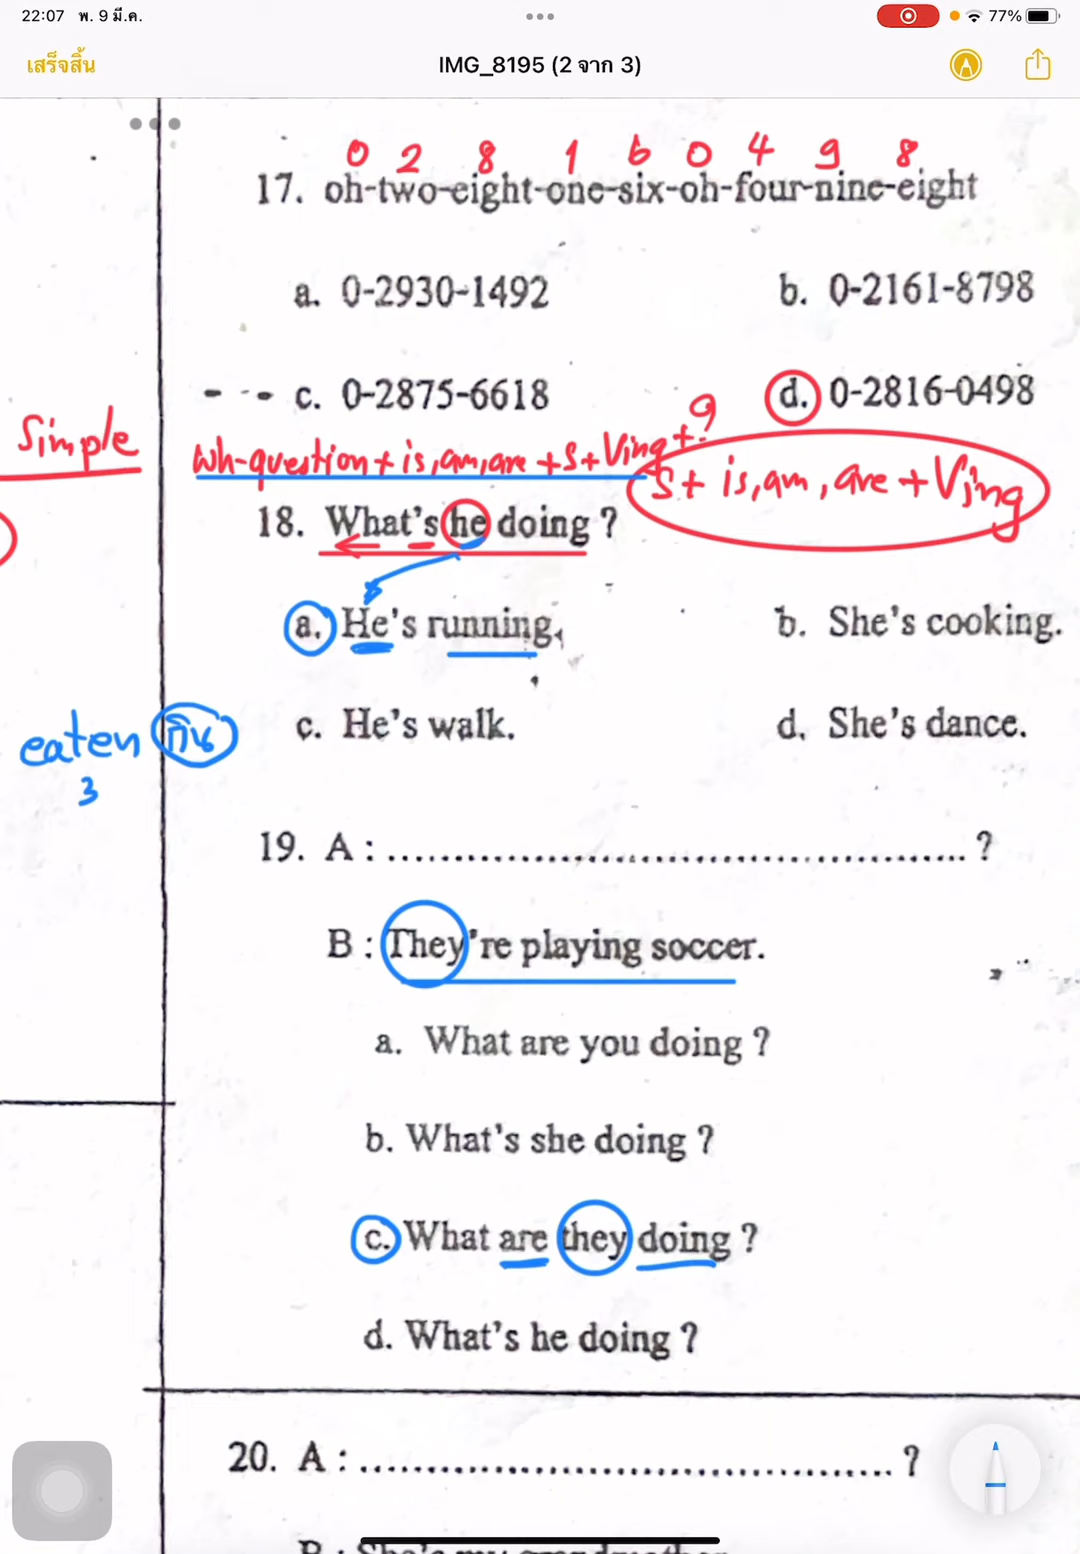 22:07 พ. 9 มี.ค.
77%
เสร็จสิ้น
IMG_8195 (2 จาก 3)
0 2 8 1 6 0 4 9 8
17. oh-two-eight-one-six-oh-four-nine-eight
a. 0-2930-1492
b. 0-2161-8798
c. 0-2875-6618
d. 0-2816-0498
Simple
Wh-question + is, am, are + S + Ving + ?
S + is, am, are + Ving
18. What's he doing ?
a. He's running.
b. She's cooking.
c. He's walk.
d. She's dance.
eaten กิน
3
19. A : ................................................ ?
B : They're playing soccer.
a. What are you doing ?
b. What's she doing ?
c. What are they doing ?
d. What's he doing ?
20. A : ............................................ ?
B : She's my grandmother